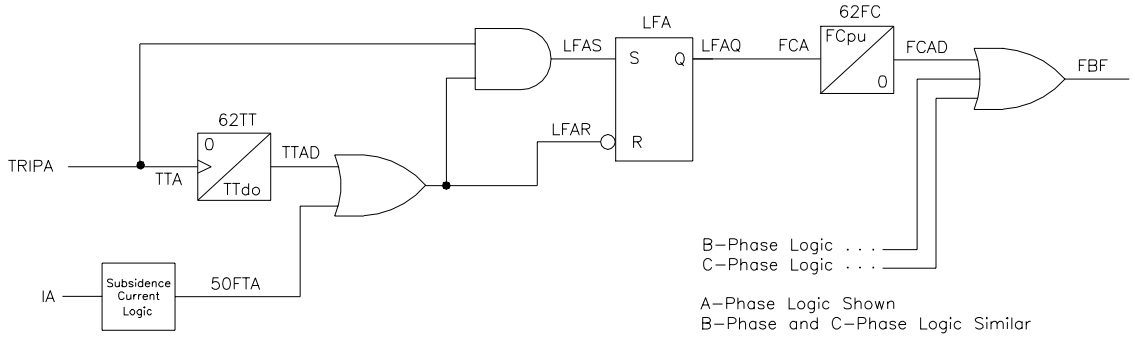 62FC
LFA
FCpu
0
LFAS
S
Q
LFAQ
FCA
FCAD
FBF
62TT
0
TTdo
LFAR
R
TRIPA
TTA
TTAD
B-Phase Logic . . .
C-Phase Logic . . .
IA
Subsidence
Current
Logic
50FTA
A-Phase Logic Shown
B-Phase and C-Phase Logic Similar